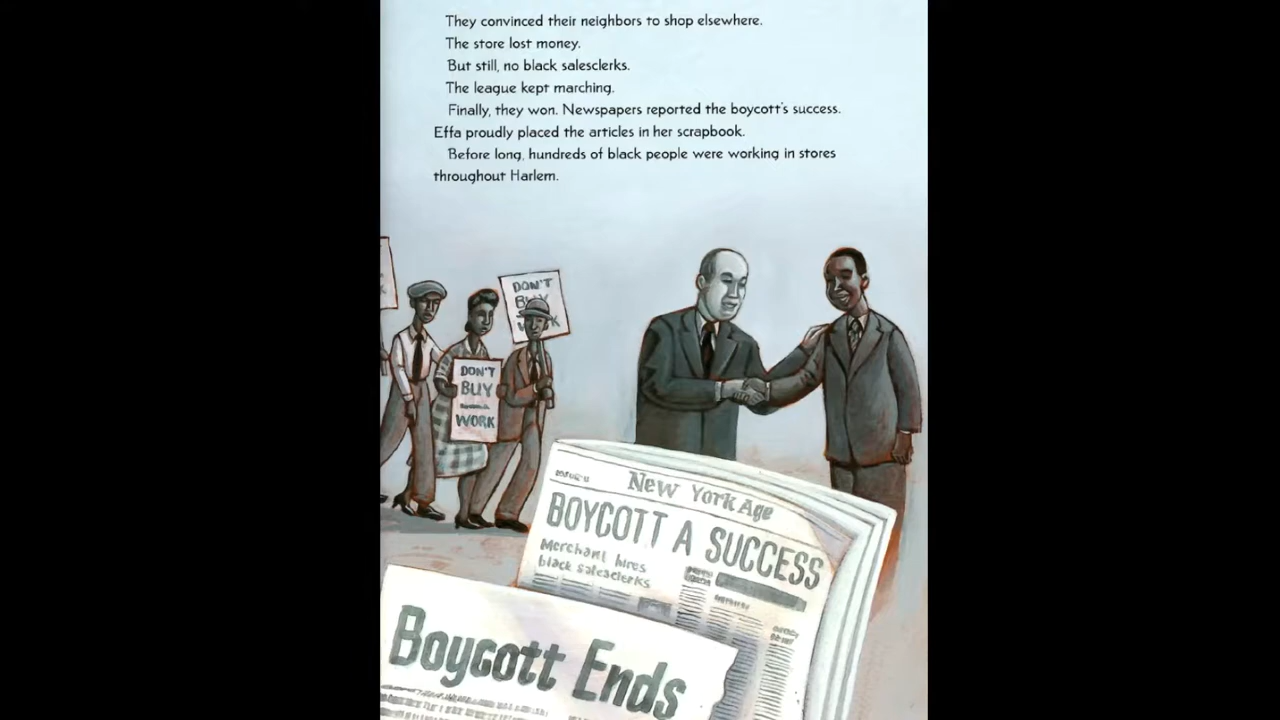 They convinced their neighbors to shop elsewhere.
The store lost money.
But still, no black salesclerks.
The league kept marching.
Finally, they won. Newspapers reported the boycott's success.
Effa proudly placed the articles in her scrapbook.
Before long, hundreds of black people were working in stores
throughout Harlem.
DON'T
BUY
DON'T
BUY
WORK
New York Age
BOYCOTT A SUCCESS
Merchant hires
black salesclerks
Boycott Ends